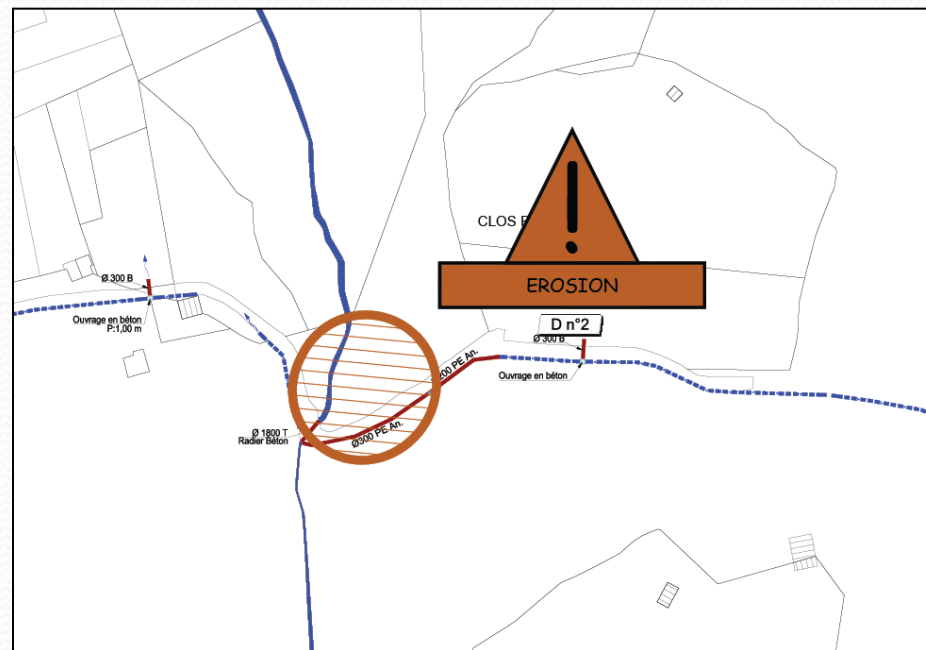 CLOS
EROSION
Ø 300 B
Ouvrage en béton
P:1,00 m
D n°2
Ø 300 B
200 PE An.
Ouvrage en béton
Ø 1800 T
Radier Béton
Ø300 PE An.